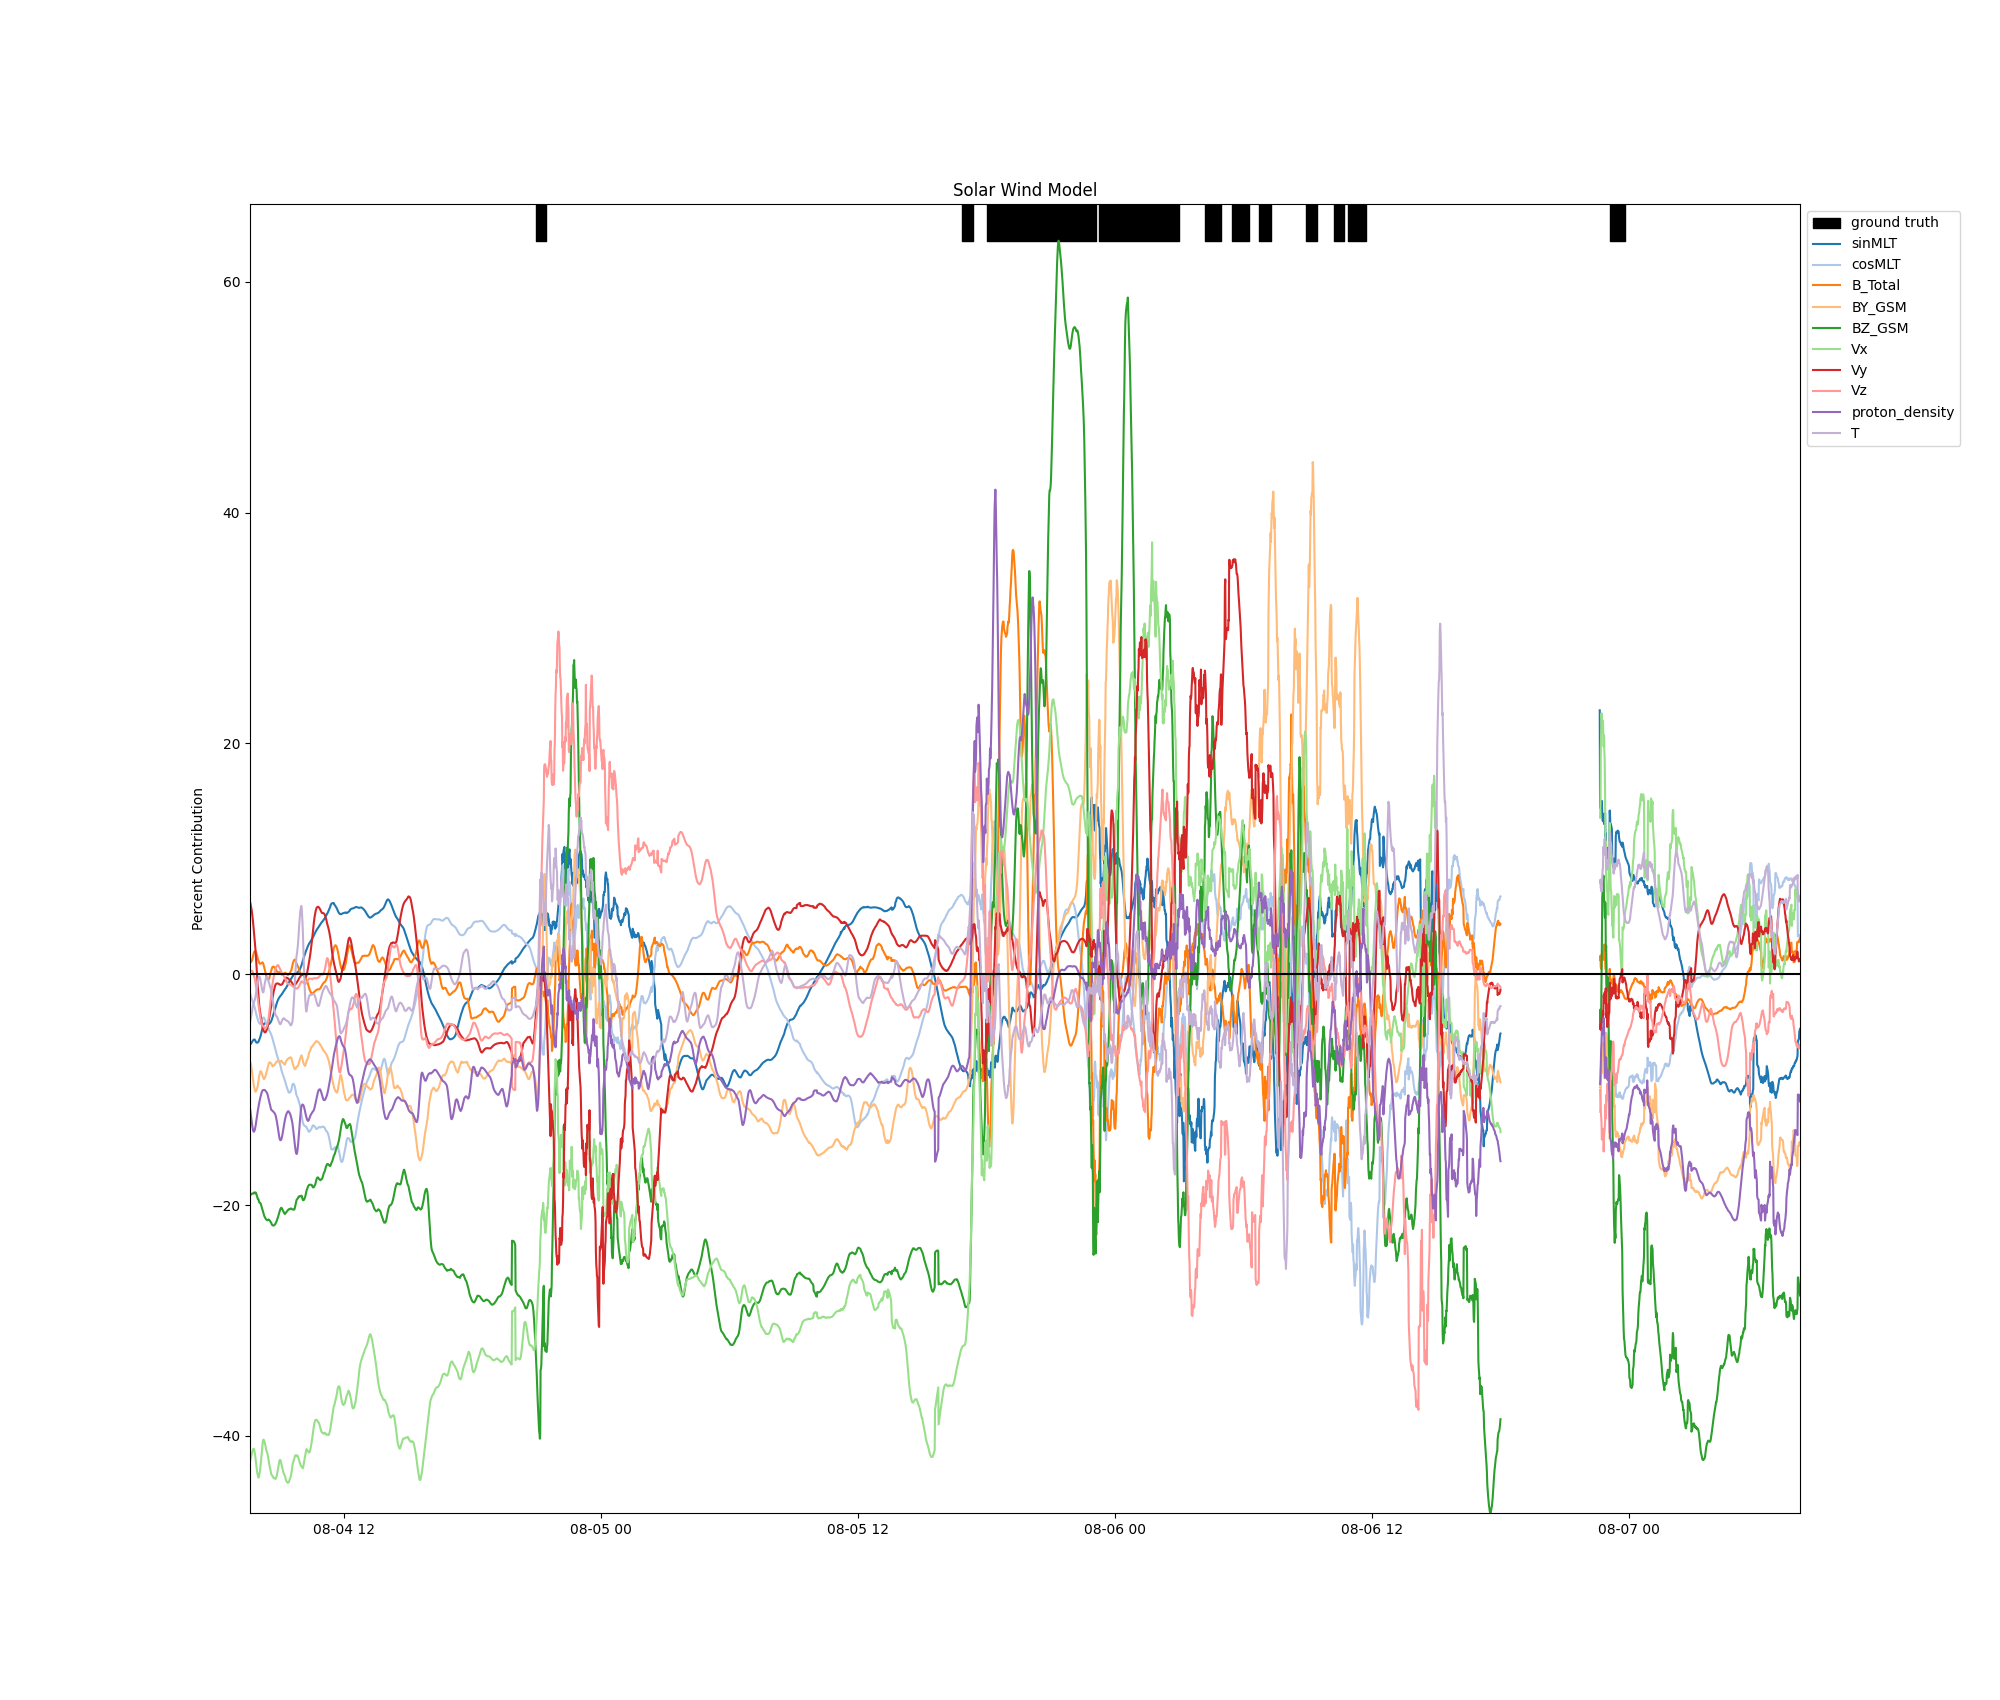 Solar Wind Model
ground truth
sinMLT
cosMLT
B_Total
BY_GSM
BZ_GSM
Vx
Vy
Vz
proton_density
T
Percent Contribution
60
40
20
0
−20
−40
08-04 12
08-05 00
08-05 12
08-06 00
08-06 12
08-07 00